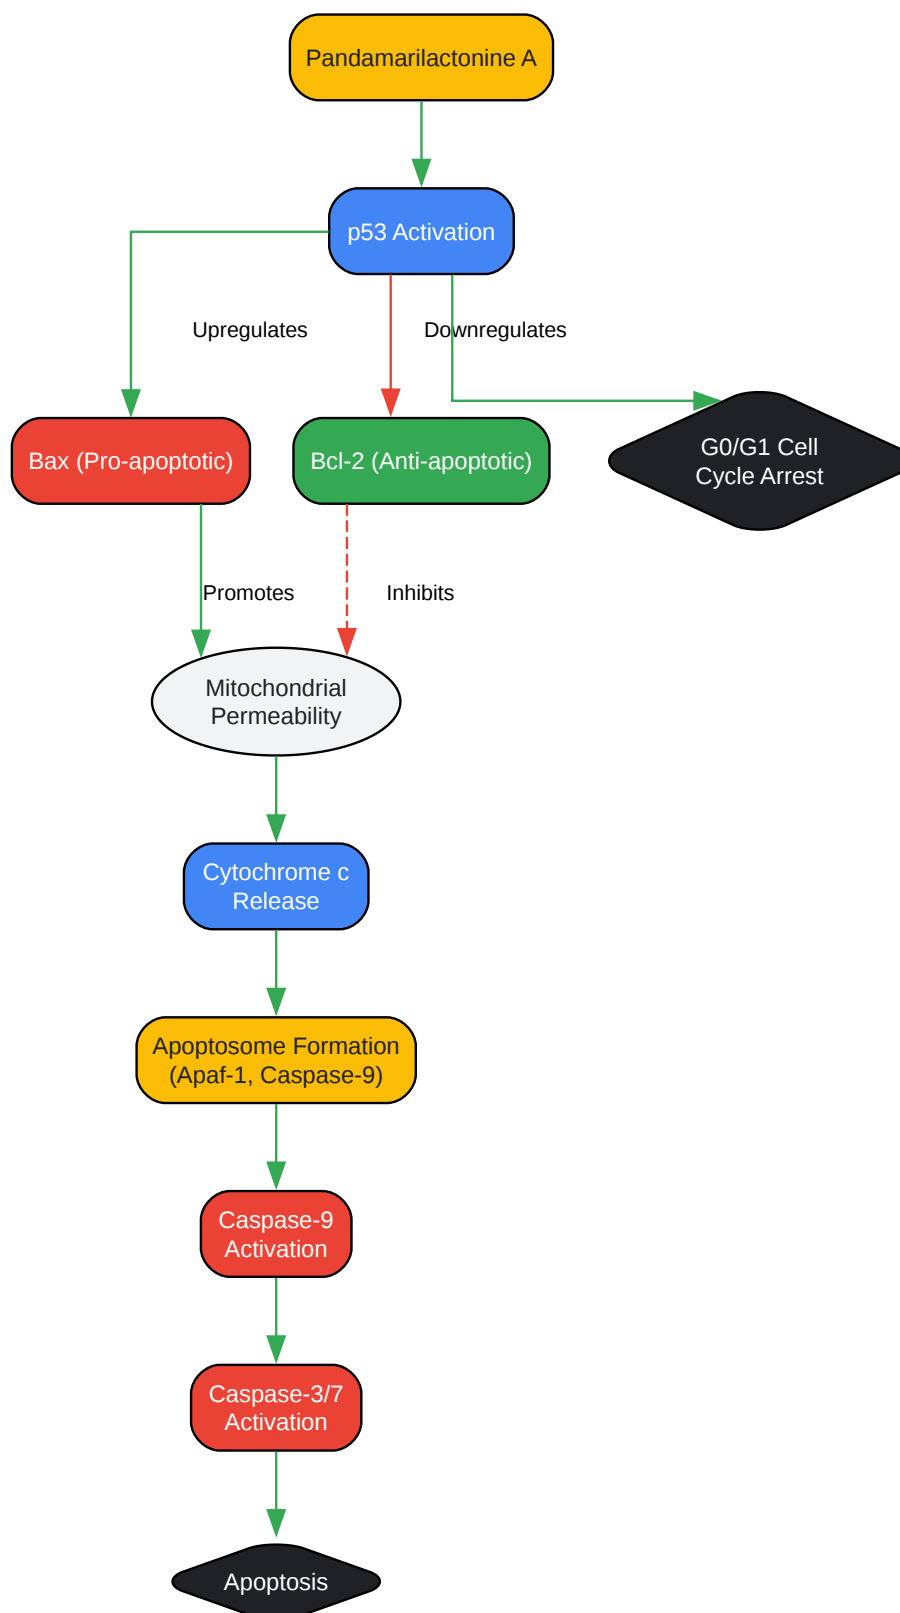 Pandamarilactonine A
p53 Activation
Upregulates
Downregulates
Bax (Pro-apoptotic)
Bcl-2 (Anti-apoptotic)
G0/G1 Cell
Cycle Arrest
Promotes
Inhibits
Mitochondrial
Permeability
Cytochrome c
Release
Apoptosome Formation
(Apaf-1, Caspase-9)
Caspase-9
Activation
Caspase-3/7
Activation
Apoptosis